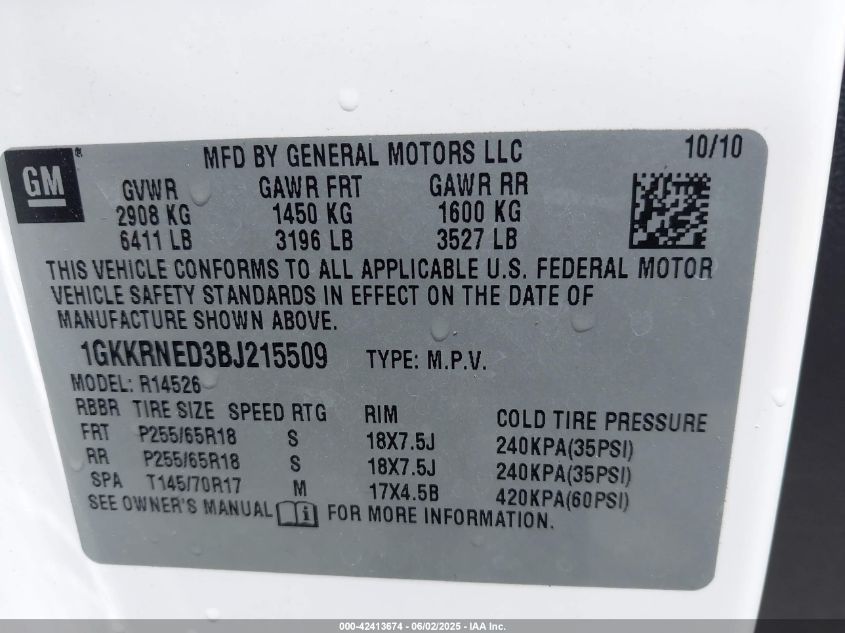 GM®
MFD BY GENERAL MOTORS LLC 10/10
GVWR GAWR FRT GAWR RR
2908 KG 1450 KG 1600 KG
6411 LB 3196 LB 3527 LB
THIS VEHICLE CONFORMS TO ALL APPLICABLE U.S. FEDERAL MOTOR
VEHICLE SAFETY STANDARDS IN EFFECT ON THE DATE OF
MANUFACTURE SHOWN ABOVE.
1GKKRNED3BJ215509 TYPE: M.P.V.
MODEL: R14526
RBBR TIRE SIZE SPEED RTG RIM COLD TIRE PRESSURE
FRT P255/65R18 S 18X7.5J 240KPA(35PSI)
RR P255/65R18 S 18X7.5J 240KPA(35PSI)
SPA T145/70R17 M 17X4.5B 420KPA(60PSI)
SEE OWNER'S MANUAL FOR MORE INFORMATION.
000-42413674 - 06/02/2025 - IAA Inc.